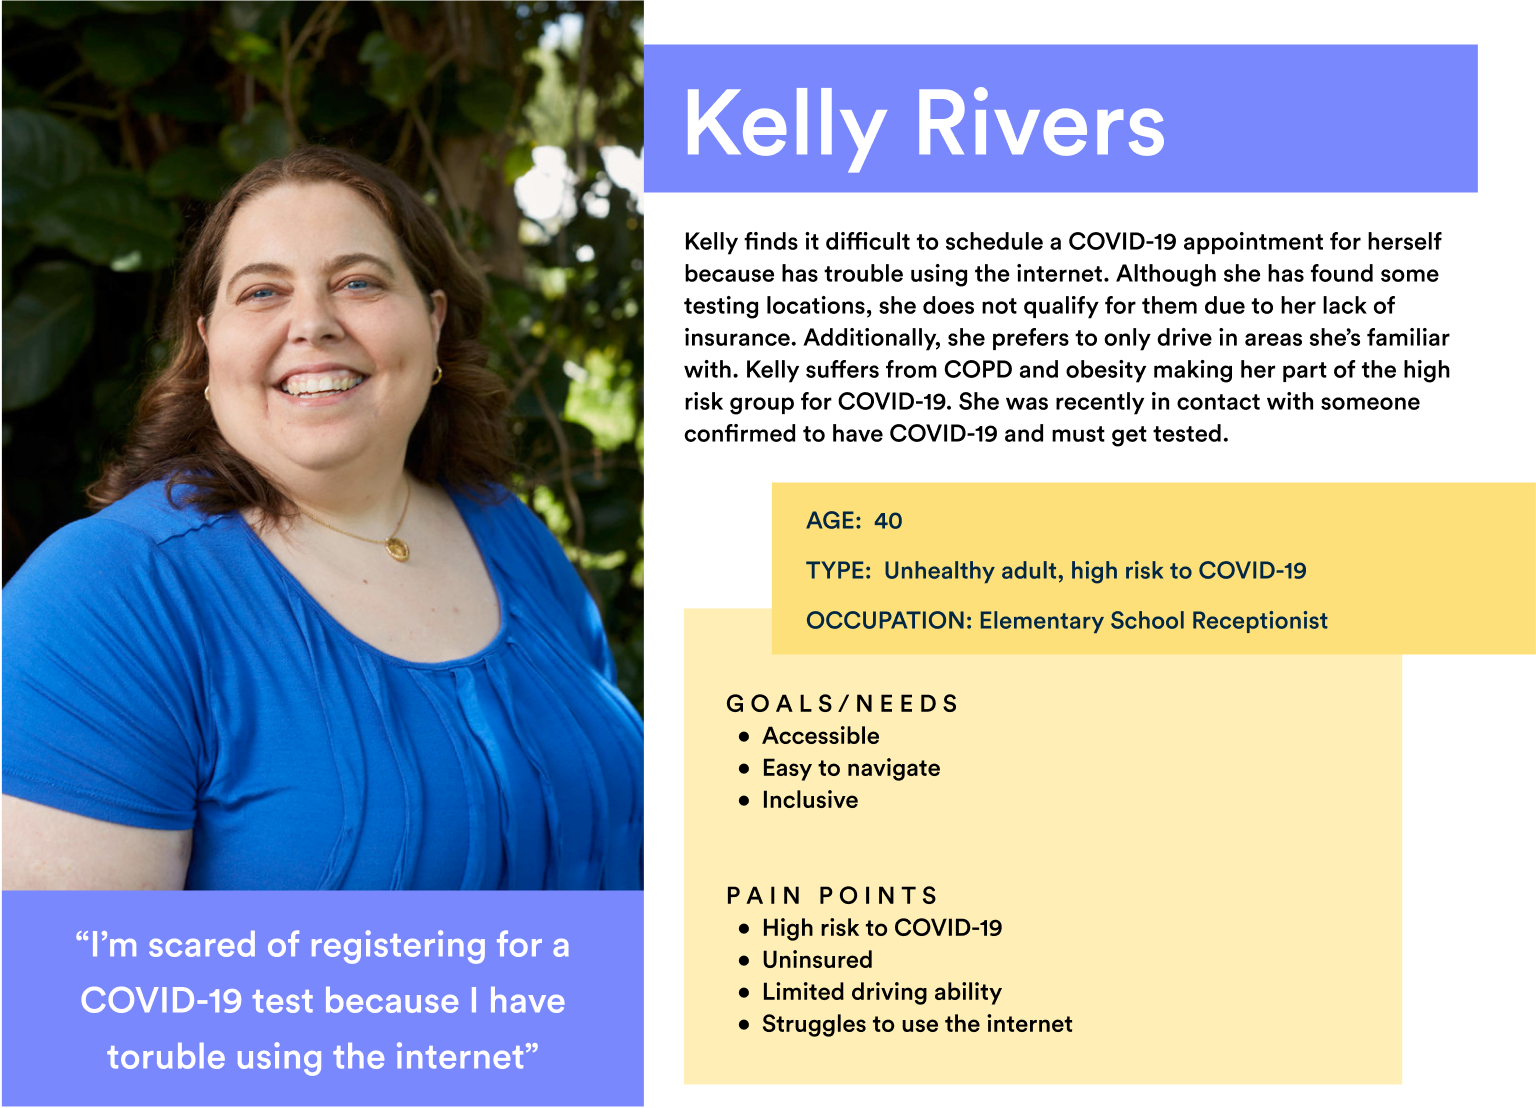 Kelly Rivers
Kelly finds it difficult to schedule a COVID-19 appointment for herself
because has trouble using the internet. Although she has found some
testing locations, she does not qualify for them due to her lack of
insurance. Additionally, she prefers to only drive in areas she’s familiar
with. Kelly suffers from COPD and obesity making her part of the high
risk group for COVID-19. She was recently in contact with someone
confirmed to have COVID-19 and must get tested.
AGE: 40
TYPE: Unhealthy adult, high risk to COVID-19
OCCUPATION: Elementary School Receptionist
GOALS/NEEDS
• Accessible
• Easy to navigate
• Inclusive
PAIN POINTS
• High risk to COVID-19
• Uninsured
• Limited driving ability
• Struggles to use the internet
“I’m scared of registering for a
COVID-19 test because I have
toruble using the internet”